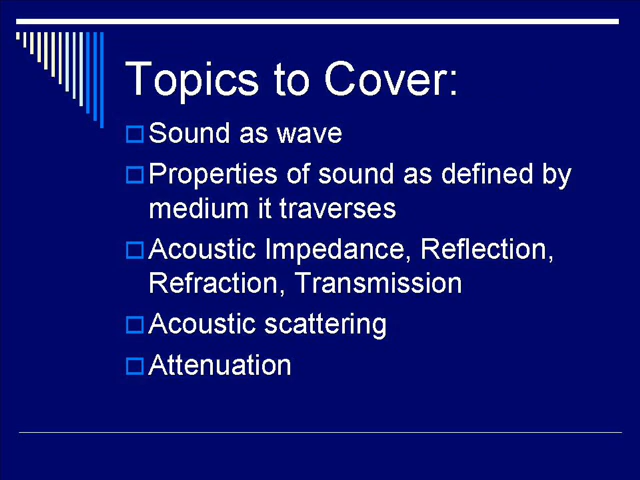 Topics to Cover:
Sound as wave
Properties of sound as defined by
medium it traverses
Acoustic Impedance, Reflection,
Refraction, Transmission
Acoustic scattering
Attenuation